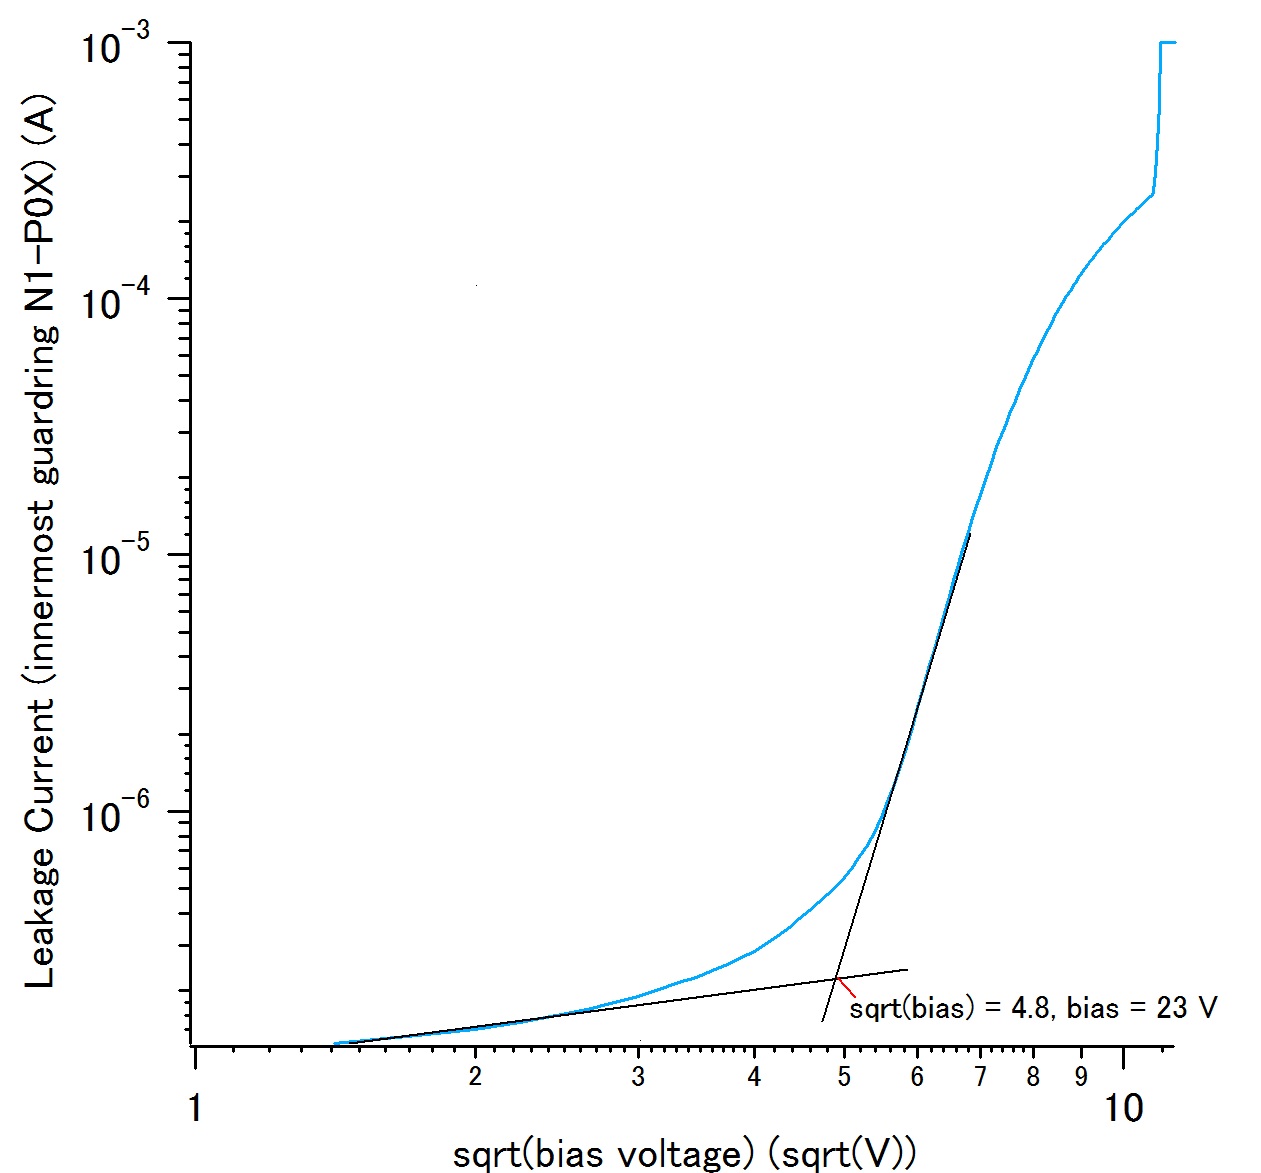 10-3
10-4
10-5
10-6
Leakage Current (innermost guardring N1-P0X) (A)
sqrt(bias) = 4.8, bias = 23 V
2 3 4 5 6 7 8 9
1 10
sqrt(bias voltage) (sqrt(V))